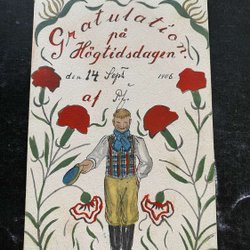 Gratulation
på
Högtidsdagen.
den 14 Sept 1906
af